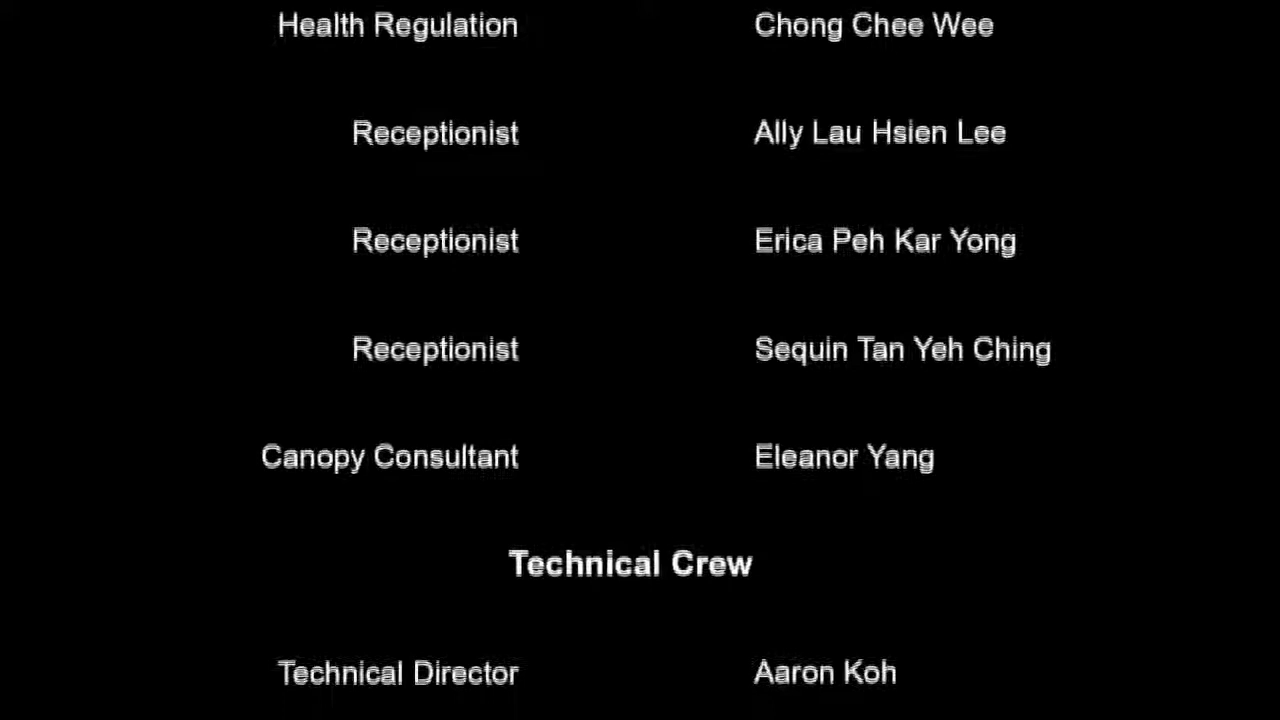 Health Regulation Chong Chee Wee
Receptionist Ally Lau Hsien Lee
Receptionist Erica Peh Kar Yong
Receptionist Sequin Tan Yeh Ching
Canopy Consultant Eleanor Yang
Technical Crew
Technical Director Aaron Koh